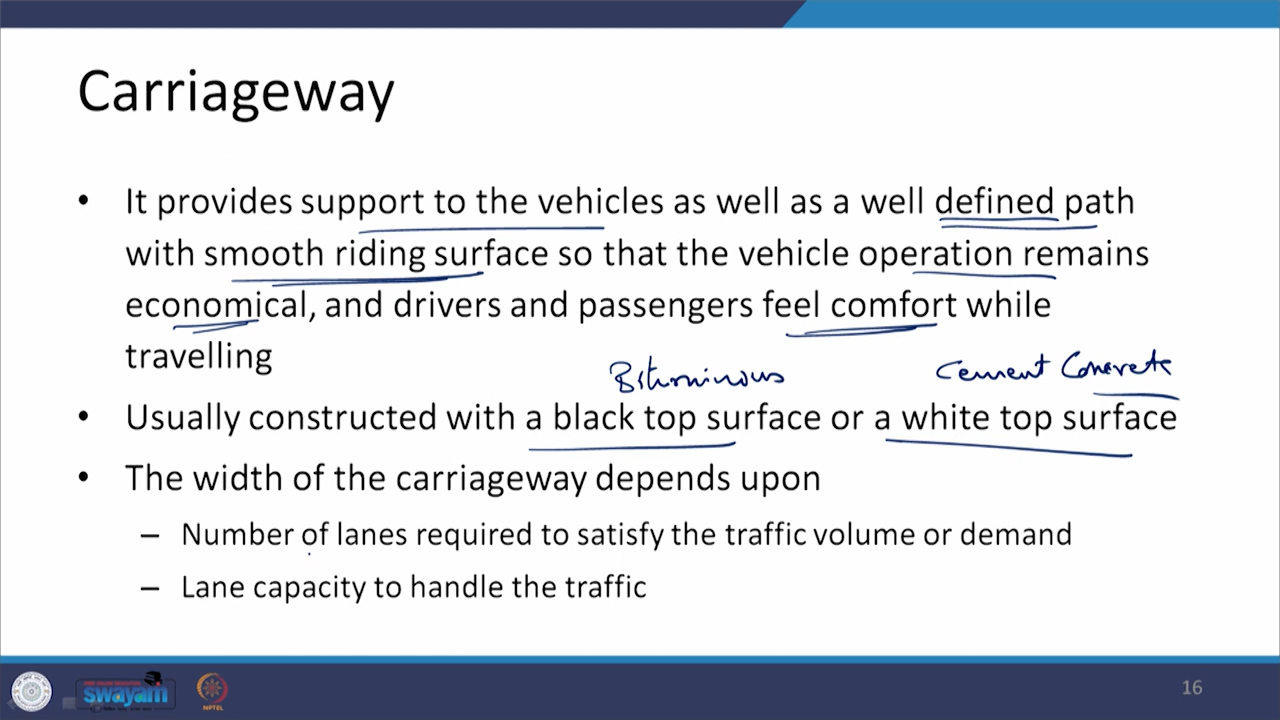 Carriageway
• It provides support to the vehicles as well as a well defined path
with smooth riding surface so that the vehicle operation remains
economical, and drivers and passengers feel comfort while
travelling
Bituminous Cement Concrete
• Usually constructed with a black top surface or a white top surface
• The width of the carriageway depends upon
– Number of lanes required to satisfy the traffic volume or demand
– Lane capacity to handle the traffic
swayam NPTEL 16